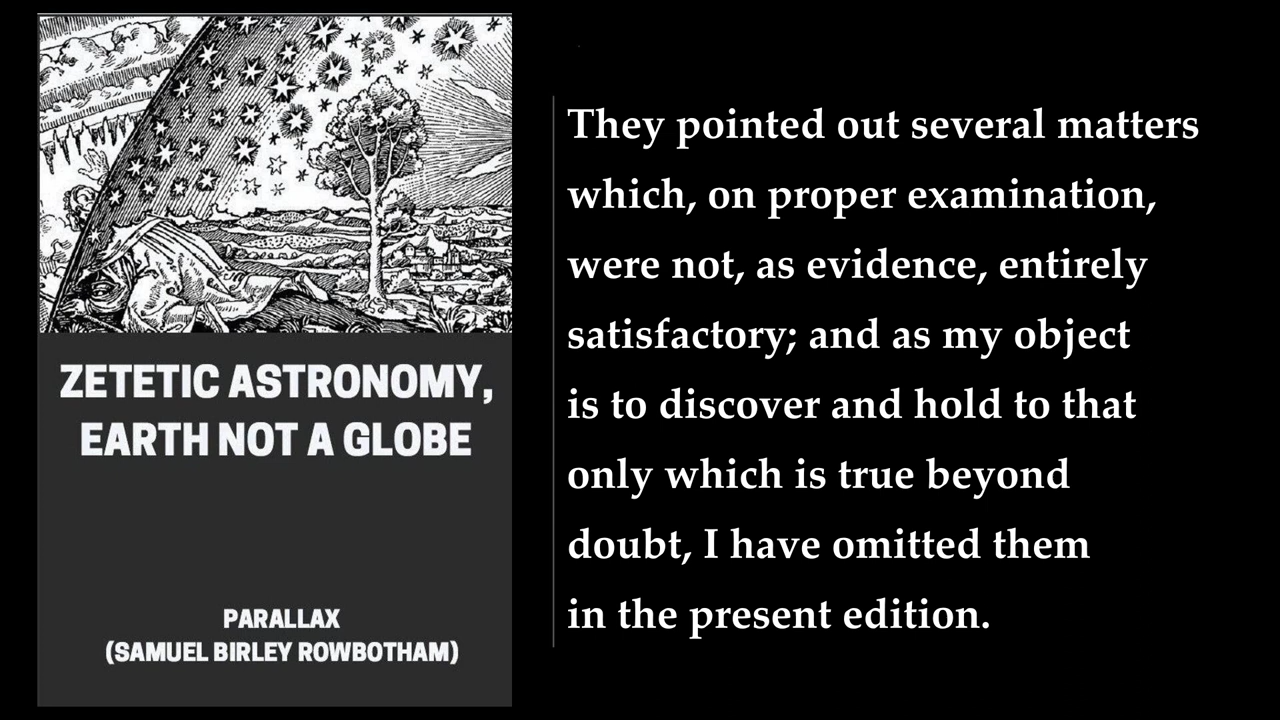 ZETETIC ASTRONOMY,
EARTH NOT A GLOBE
PARALLAX
(SAMUEL BIRLEY ROWBOTHAM)
They pointed out several matters
which, on proper examination,
were not, as evidence, entirely
satisfactory; and as my object
is to discover and hold to that
only which is true beyond
doubt, I have omitted them
in the present edition.